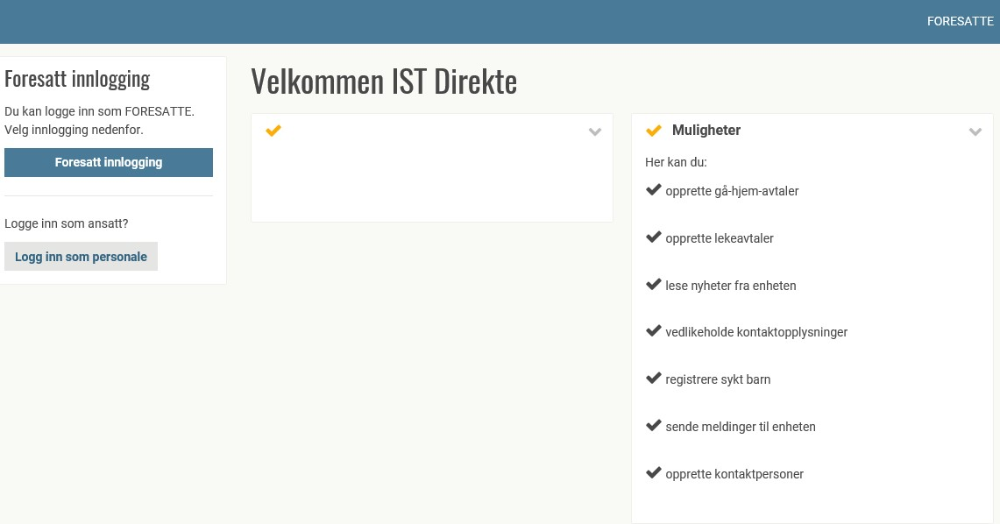 FORESATTE
Foresatt innlogging
Du kan logge inn som FORESATTE.
Velg innlogging nedenfor.
Foresatt innlogging
Logge inn som ansatt?
Logg inn som personale
Velkommen IST Direkte
Muligheter
Her kan du:
opprette gå-hjem-avtaler
opprette lekeavtaler
lese nyheter fra enheten
vedlikeholde kontaktopplysninger
registrere sykt barn
sende meldinger til enheten
opprette kontaktpersoner